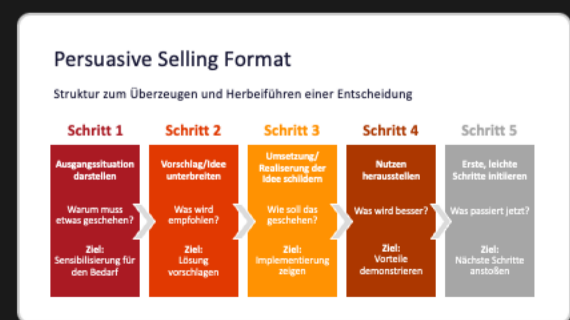 Persuasive Selling Format
Struktur zum Überzeugen und Herbeiführen einer Entscheidung
Schritt 1
Ausgangssituation
darstellen
Warum muss
etwas geschehen?
Ziel:
Sensibilisierung für
den Bedarf
Schritt 2
Vorschlag/Idee
unterbreiten
Was wird
empfohlen?
Ziel:
Lösung
vorschlagen
Schritt 3
Umsetzung/
Realiserung der
Idee schildern
Wie soll das
geschehen?
Ziel:
Implementierung
zeigen
Schritt 4
Nutzen
herausstellen
Was wird besser?
Ziel:
Vorteile
demonstrieren
Schritt 5
Erste, leichte
Schritte initiieren
Was passiert jetzt?
Ziel:
Nächste Schritte
anstoßen